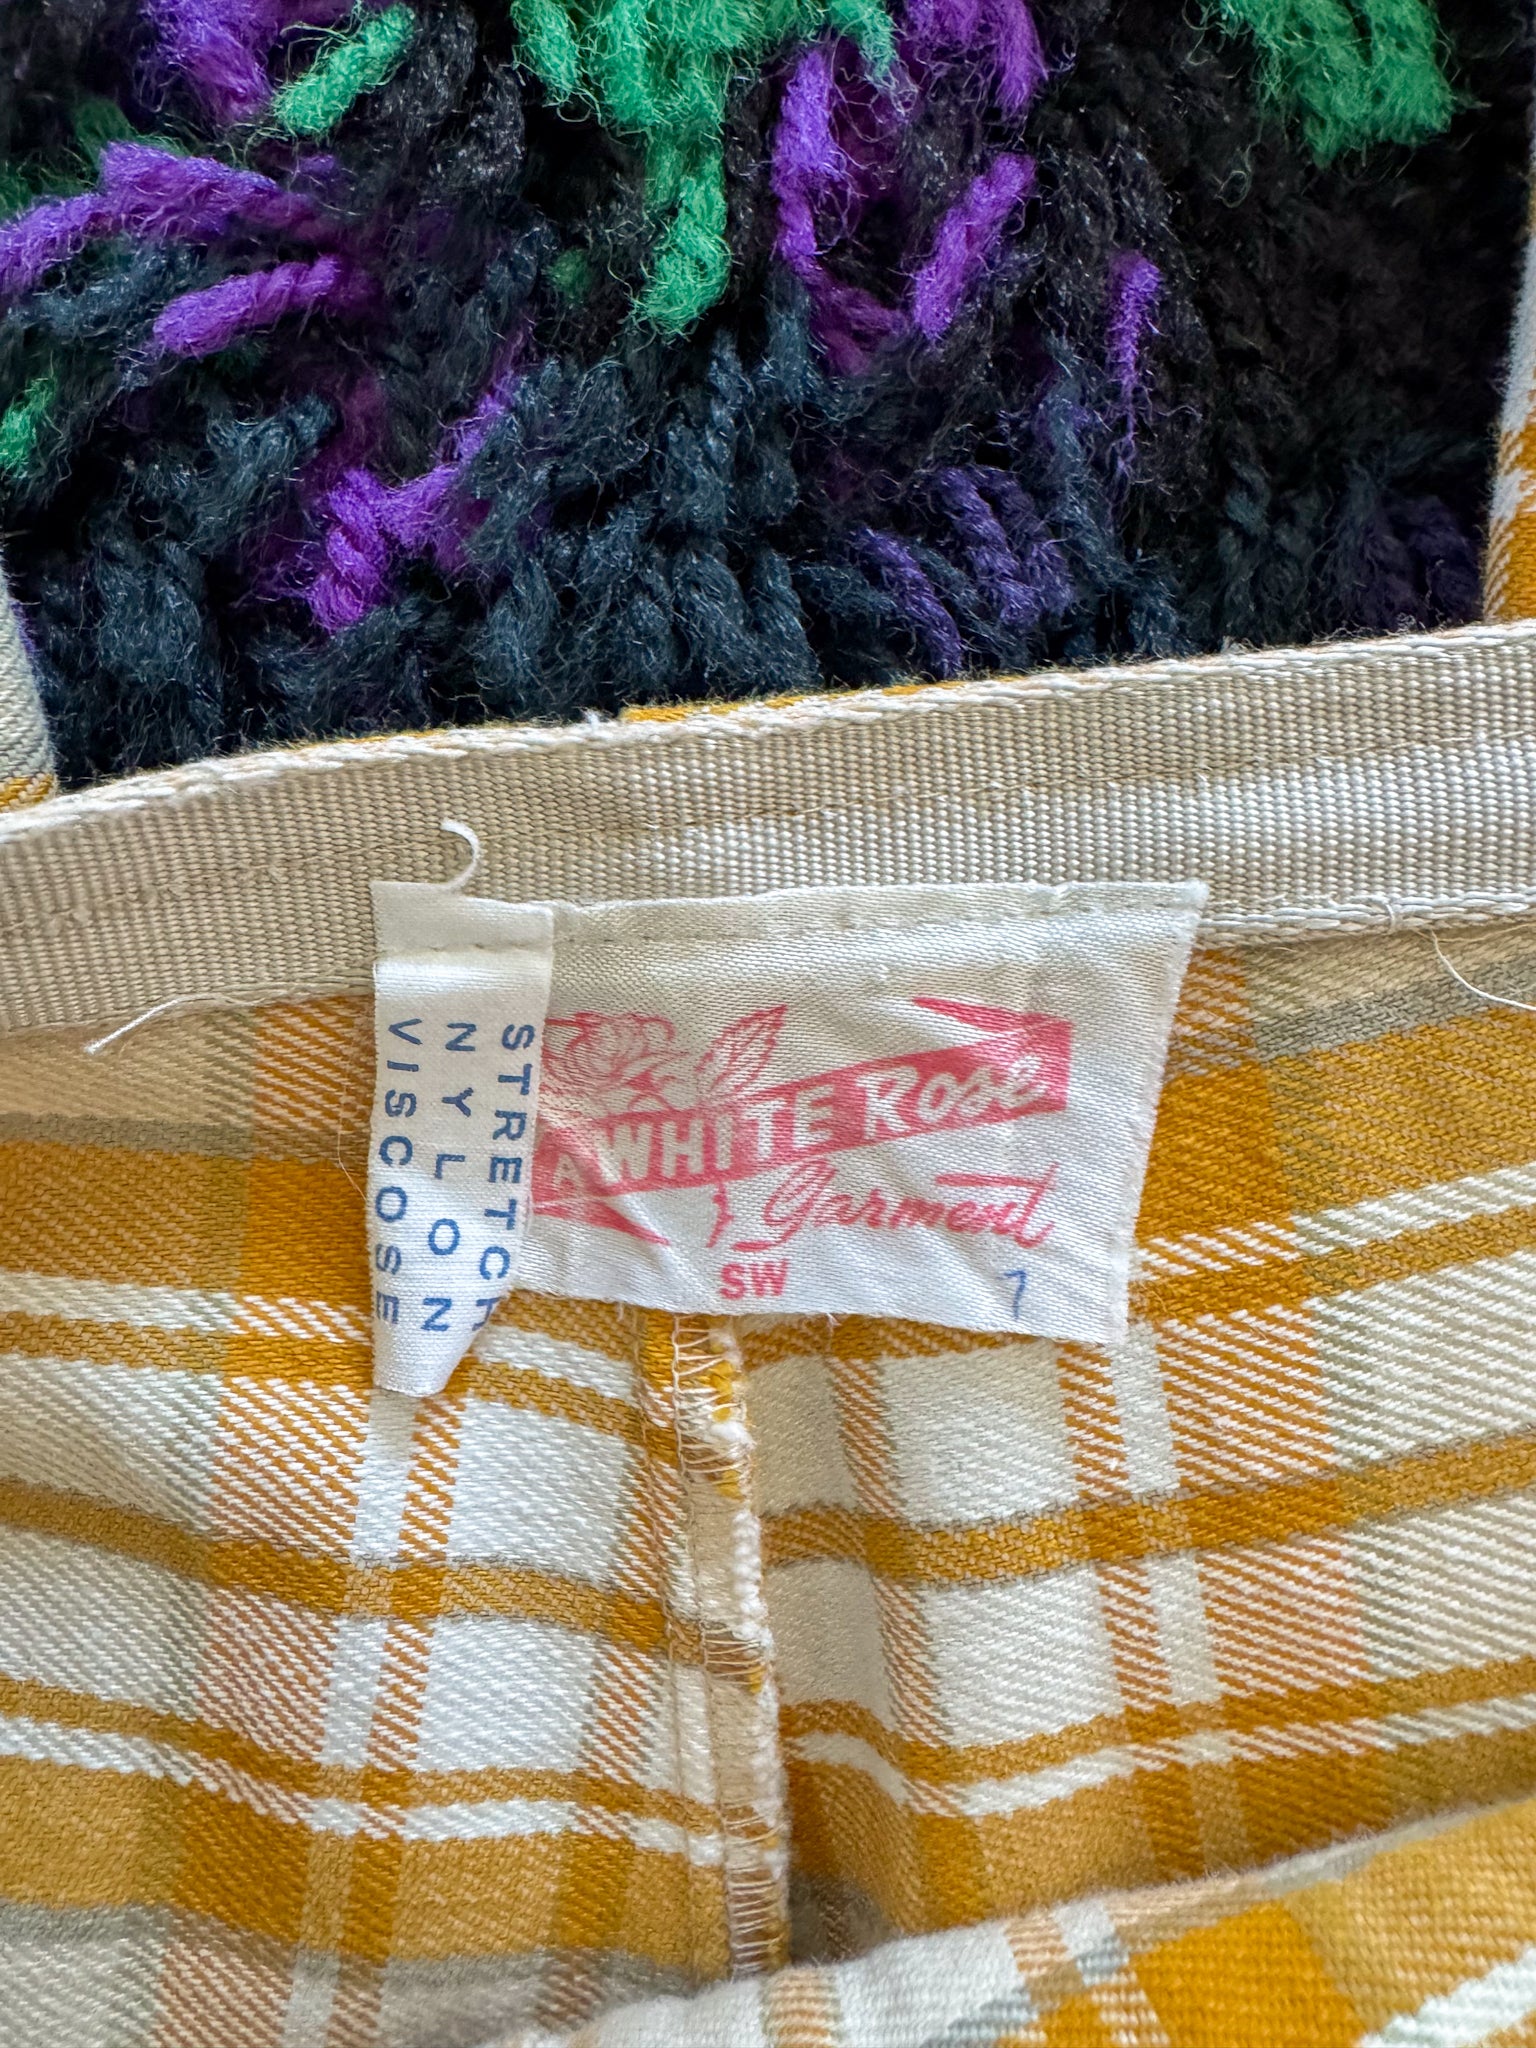 STRETCH
NYLON
VISCOSE
A WHITE ROSE
Garment
SW
7